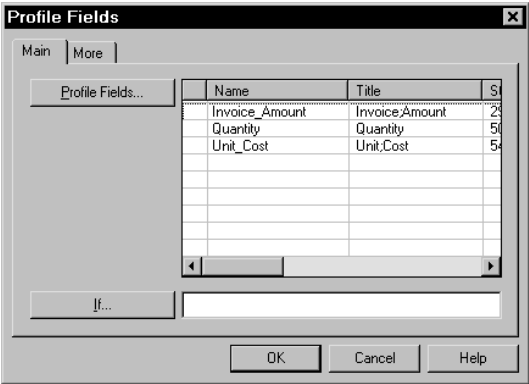 Profile Fields
Main More
Profile Fields...
Name Title
Invoice_Amount Invoice;Amount
Quantity Quantity
Unit_Cost Unit;Cost
If...
OK Cancel Help